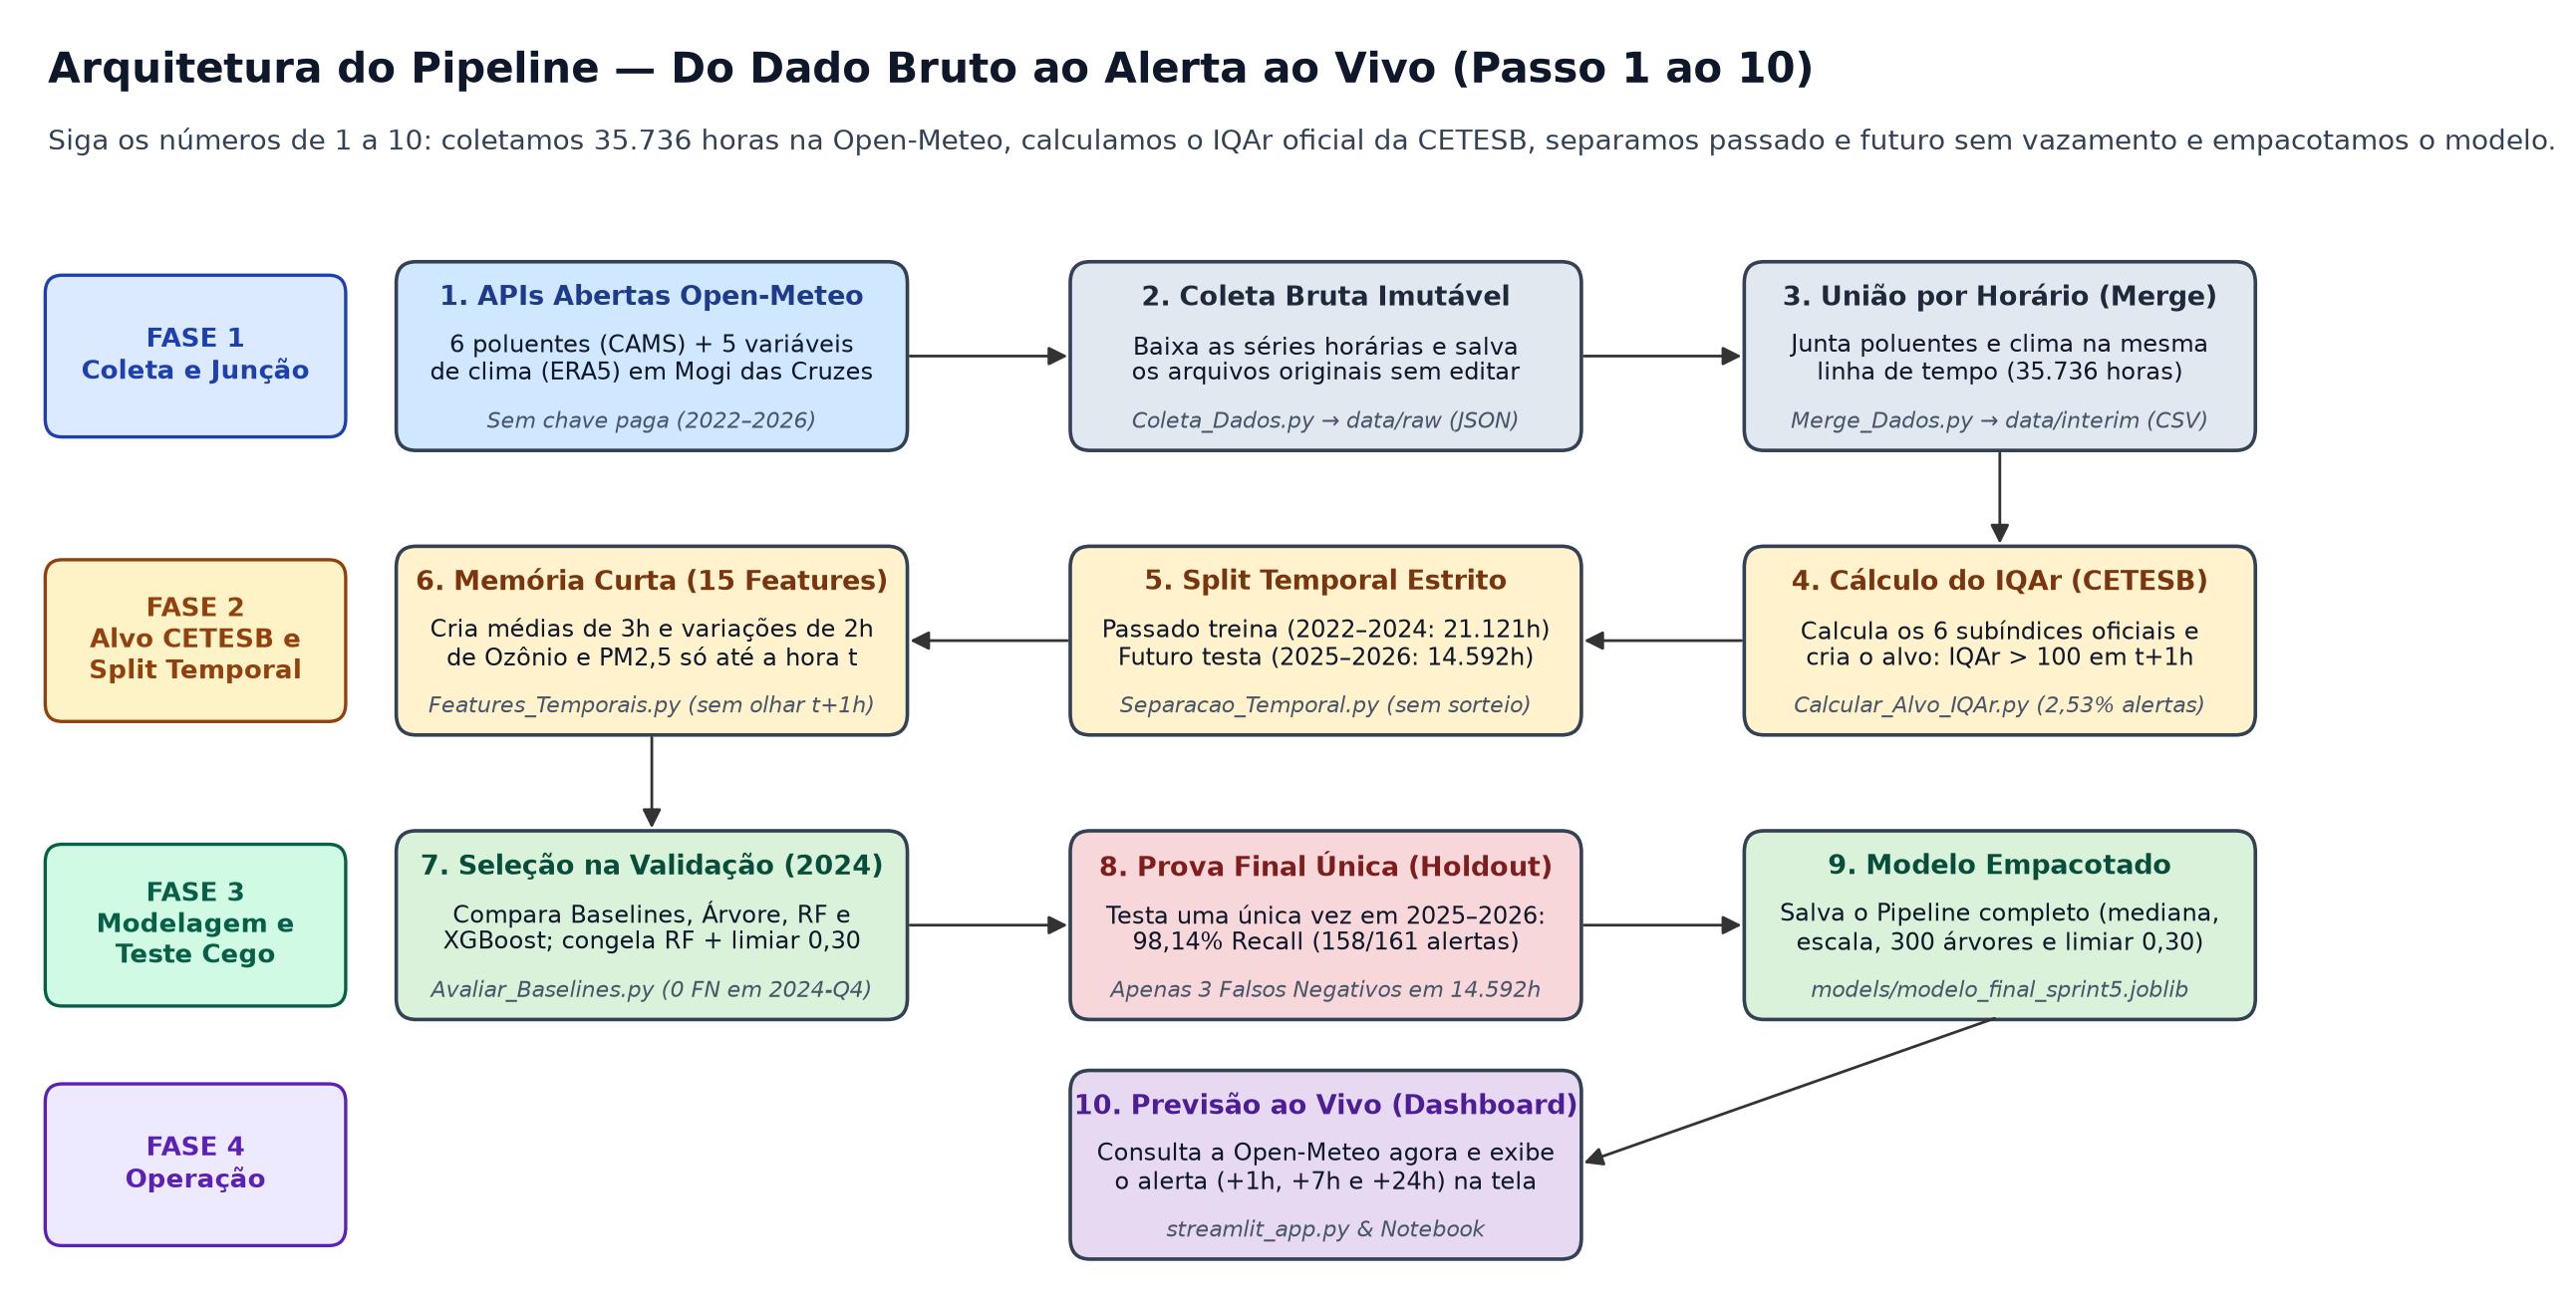 Arquitetura do Pipeline — Do Dado Bruto ao Alerta ao Vivo (Passo 1 ao 10)
Siga os números de 1 a 10: coletamos 35.736 horas na Open-Meteo, calculamos o IQAr oficial da CETESB, separamos passado e futuro sem vazamento e empacotamos o modelo.
FASE 1
Coleta e Junção
1. APIs Abertas Open-Meteo
6 poluentes (CAMS) + 5 variáveis
de clima (ERA5) em Mogi das Cruzes
Sem chave paga (2022–2026)
2. Coleta Bruta Imutável
Baixa as séries horárias e salva
os arquivos originais sem editar
Coleta_Dados.py → data/raw (JSON)
3. União por Horário (Merge)
Junta poluentes e clima na mesma
linha de tempo (35.736 horas)
Merge_Dados.py → data/interim (CSV)
FASE 2
Alvo CETESB e
Split Temporal
6. Memória Curta (15 Features)
Cria médias de 3h e variações de 2h
de Ozônio e PM2,5 só até a hora t
Features_Temporais.py (sem olhar t+1h)
5. Split Temporal Estrito
Passado treina (2022–2024: 21.121h)
Futuro testa (2025–2026: 14.592h)
Separacao_Temporal.py (sem sorteio)
4. Cálculo do IQAr (CETESB)
Calcula os 6 subíndices oficiais e
cria o alvo: IQAr > 100 em t+1h
Calcular_Alvo_IQAr.py (2,53% alertas)
FASE 3
Modelagem e
Teste Cego
7. Seleção na Validação (2024)
Compara Baselines, Árvore, RF e
XGBoost; congela RF + limiar 0,30
Avaliar_Baselines.py (0 FN em 2024-Q4)
8. Prova Final Única (Holdout)
Testa uma única vez em 2025–2026:
98,14% Recall (158/161 alertas)
Apenas 3 Falsos Negativos em 14.592h
9. Modelo Empacotado
Salva o Pipeline completo (mediana,
escala, 300 árvores e limiar 0,30)
models/modelo_final_sprint5.joblib
FASE 4
Operação
10. Previsão ao Vivo (Dashboard)
Consulta a Open-Meteo agora e exibe
o alerta (+1h, +7h e +24h) na tela
streamlit_app.py & Notebook